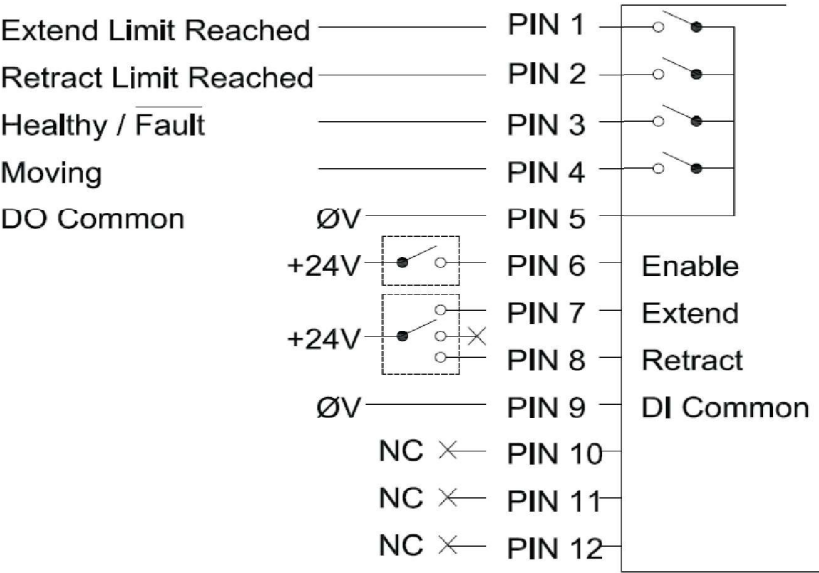 Extend Limit Reached PIN 1
Retract Limit Reached PIN 2
Healthy / Fault PIN 3
Moving PIN 4
DO Common ØV PIN 5
+24V PIN 6 Enable
PIN 7 Extend
+24V
PIN 8 Retract
ØV PIN 9 DI Common
NC PIN 10
NC PIN 11
NC PIN 12